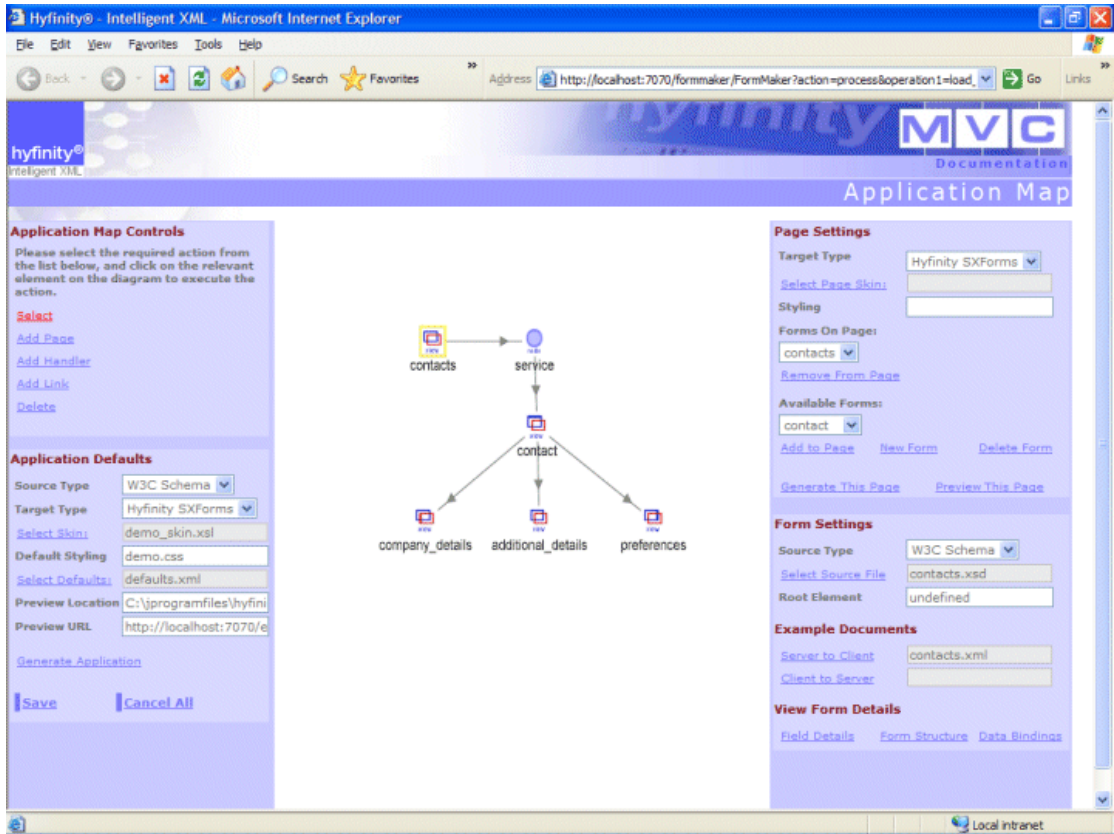 Hyfinity® - Intelligent XML - Microsoft Internet Explorer
File Edit View Favorites Tools Help
Back Search Favorites » Address http://localhost:7070/formmaker/FormMaker?action=process&operation1=load_ Go Links »
hyfinity
hyfinity®
Intelligent XML
MVC
Documentation
Application Map
Application Map Controls
Please select the required action from
the list below, and click on the relevant
element on the diagram to execute the
action.
Select
Add Page
Add Handler
Add Link
Delete
Application Defaults
Source Type W3C Schema
Target Type Hyfinity SXForms
Select Skin: demo_skin.xsl
Default Styling demo.css
Select Defaults: defaults.xml
Preview Location C:\jprogramfiles\hyfini
Preview URL http://localhost:7070/e
Generate Application
Save Cancel All
view
contacts
service
view
contact
view
company_details
view
additional_details
view
preferences
Page Settings
Target Type Hyfinity SXForms
Select Page Skin:
Styling
Forms On Page:
contacts
Remove From Page
Available Forms:
contact
Add to Page New Form Delete Form
Generate This Page Preview This Page
Form Settings
Source Type W3C Schema
Select Source File contacts.xsd
Root Element undefined
Example Documents
Server to Client contacts.xml
Client to Server
View Form Details
Field Details Form Structure Data Bindings
Local intranet